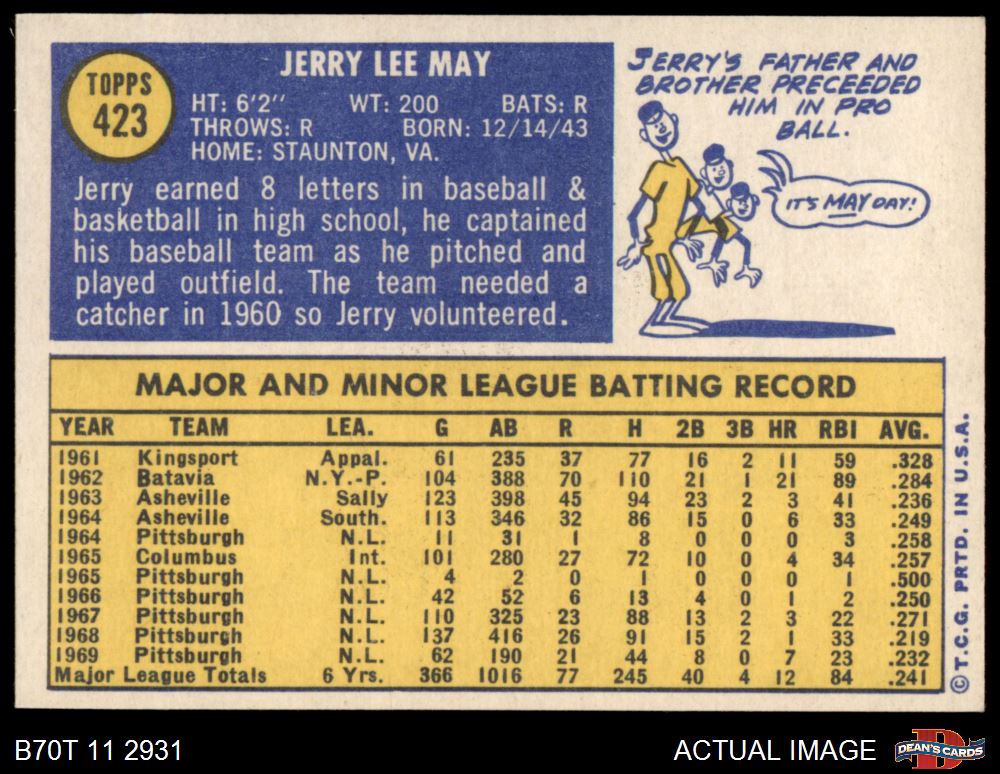 TOPPS
423
JERRY LEE MAY
HT: 6'2" WT: 200 BATS: R
THROWS: R BORN: 12/14/43
HOME: STAUNTON, VA.
Jerry earned 8 letters in baseball &
basketball in high school, he captained
his baseball team as he pitched and
played outfield. The team needed a
catcher in 1960 so Jerry volunteered.
JERRY'S FATHER AND
BROTHER PRECEEDED
HIM IN PRO
BALL.
IT'S MAY DAY!
MAJOR AND MINOR LEAGUE BATTING RECORD
YEAR TEAM LEA. G AB R H 2B 3B HR RBI AVG.
1961 Kingsport Appal. 61 235 37 77 16 2 11 59 .328
1962 Batavia N.Y.-P. 104 388 70 110 21 1 21 89 .284
1963 Asheville Sally 123 398 45 94 23 2 3 41 .236
1964 Asheville South. 113 346 32 86 15 0 6 33 .249
1964 Pittsburgh N.L. 11 31 1 8 0 0 0 3 .258
1965 Columbus Int. 101 280 27 72 10 0 4 34 .257
1965 Pittsburgh N.L. 4 2 0 1 0 0 0 1 .500
1966 Pittsburgh N.L. 42 52 6 13 4 0 1 2 .250
1967 Pittsburgh N.L. 110 325 23 88 13 2 3 22 .271
1968 Pittsburgh N.L. 137 416 26 91 15 2 1 33 .219
1969 Pittsburgh N.L. 62 190 21 44 8 0 7 23 .232
Major League Totals 6 Yrs. 366 1016 77 245 40 4 12 84 .241
©T.C.G. PRTD. IN U.S.A.
B70T 11 2931
ACTUAL IMAGE
D
DEAN'S CARDS